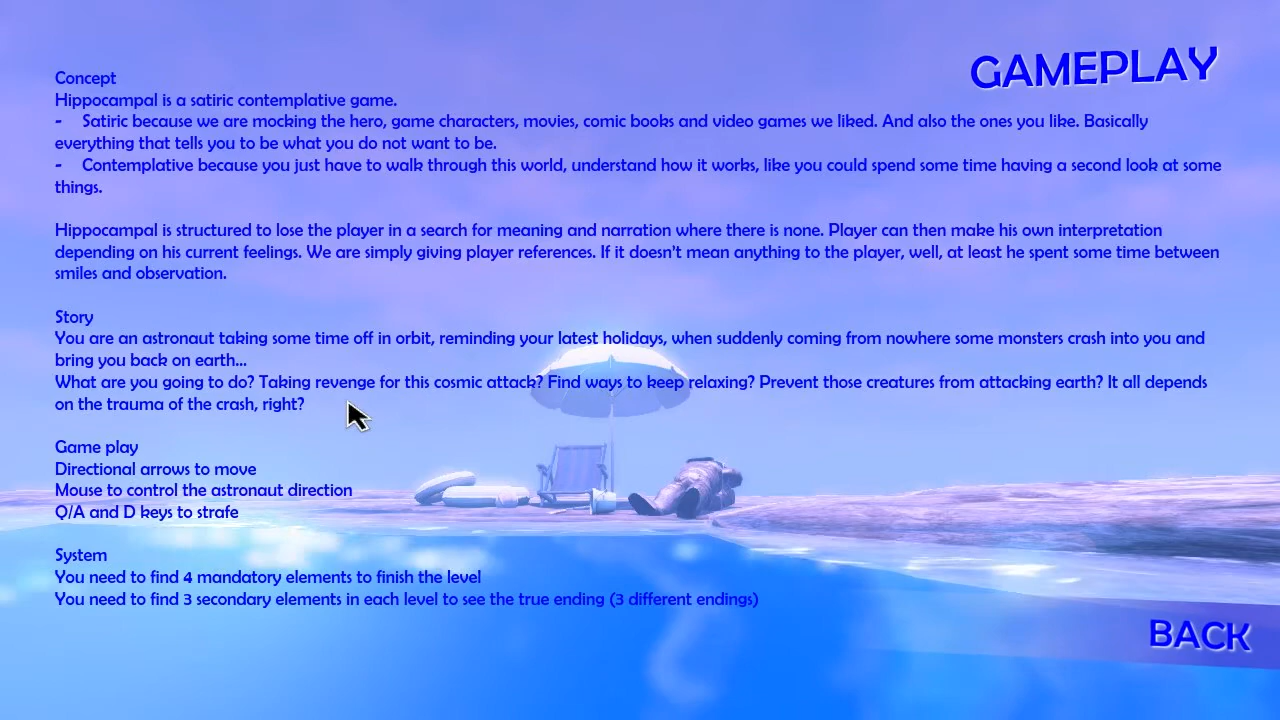 GAMEPLAY
Concept
Hippocampal is a satiric contemplative game.
- Satiric because we are mocking the hero, game characters, movies, comic books and video games we liked. And also the ones you like. Basically
everything that tells you to be what you do not want to be.
- Contemplative because you just have to walk through this world, understand how it works, like you could spend some time having a second look at some
things.
Hippocampal is structured to lose the player in a search for meaning and narration where there is none. Player can then make his own interpretation
depending on his current feelings. We are simply giving player references. If it doesn't mean anything to the player, well, at least he spent some time between
smiles and observation.
Story
You are an astronaut taking some time off in orbit, reminding your latest holidays, when suddenly coming from nowhere some monsters crash into you and
bring you back on earth...
What are you going to do? Taking revenge for this cosmic attack? Find ways to keep relaxing? Prevent those creatures from attacking earth? It all depends
on the trauma of the crash, right?
Game play
Directional arrows to move
Mouse to control the astronaut direction
Q/A and D keys to strafe
System
You need to find 4 mandatory elements to finish the level
You need to find 3 secondary elements in each level to see the true ending (3 different endings)
BACK